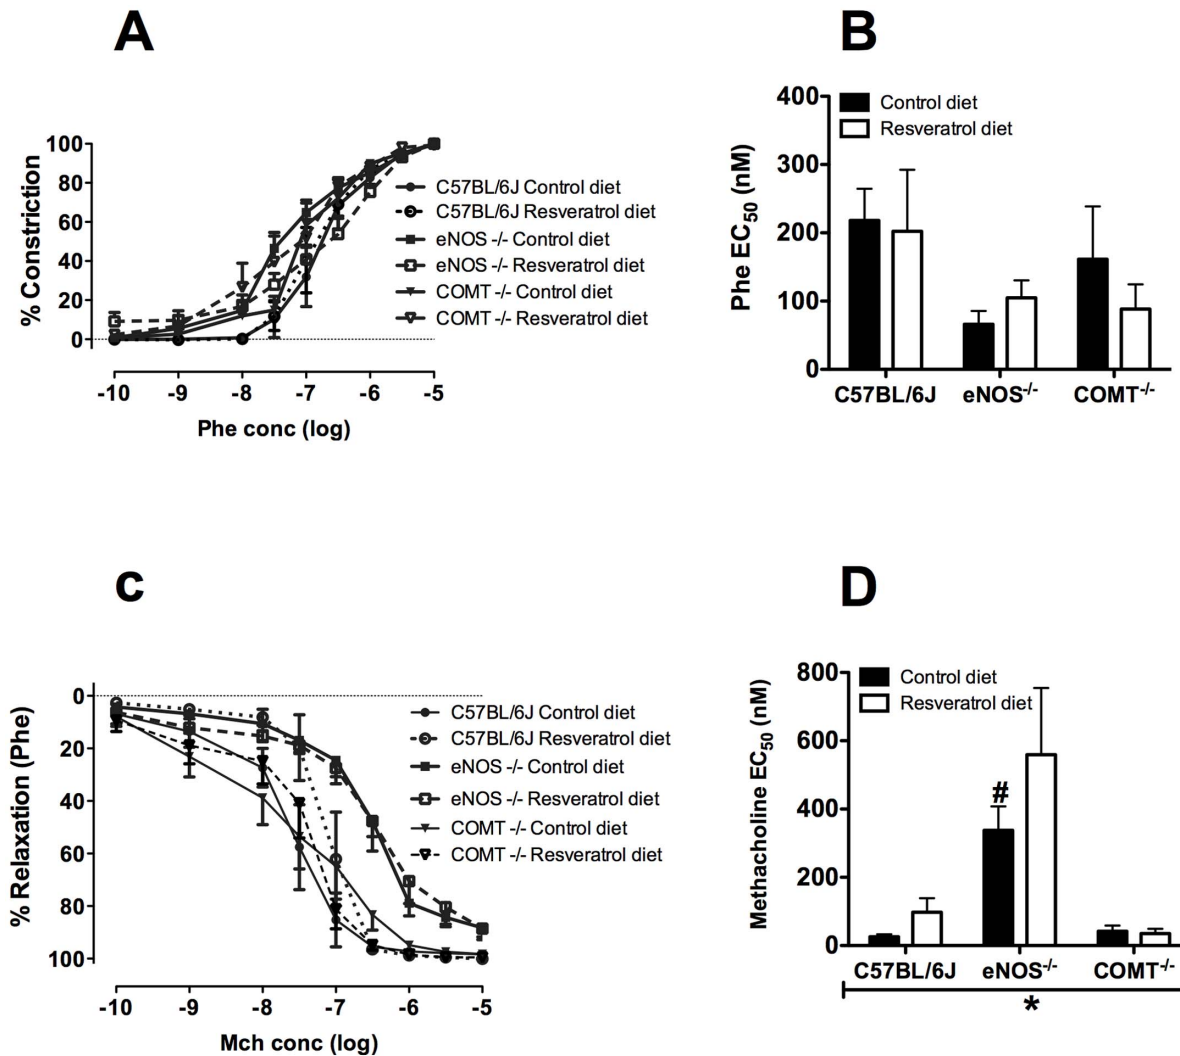 A
% Constriction
100
80
60
40
20
0
-10 -9 -8 -7 -6 -5
Phe conc (log)
C57BL/6J Control diet
C57BL/6J Resveratrol diet
eNOS -/- Control diet
eNOS -/- Resveratrol diet
COMT -/- Control diet
COMT -/- Resveratrol diet
B
Phe EC50 (nM)
400
300
200
100
0
Control diet
Resveratrol diet
C57BL/6J eNOS-/- COMT-/-
C
% Relaxation (Phe)
0
20
40
60
80
100
-10 -9 -8 -7 -6 -5
Mch conc (log)
C57BL/6J Control diet
C57BL/6J Resveratrol diet
eNOS -/- Control diet
eNOS -/- Resveratrol diet
COMT -/- Control diet
COMT -/- Resveratrol diet
D
Methacholine EC50 (nM)
800
600
400
200
0
Control diet
Resveratrol diet
#
C57BL/6J eNOS-/- COMT-/-
*